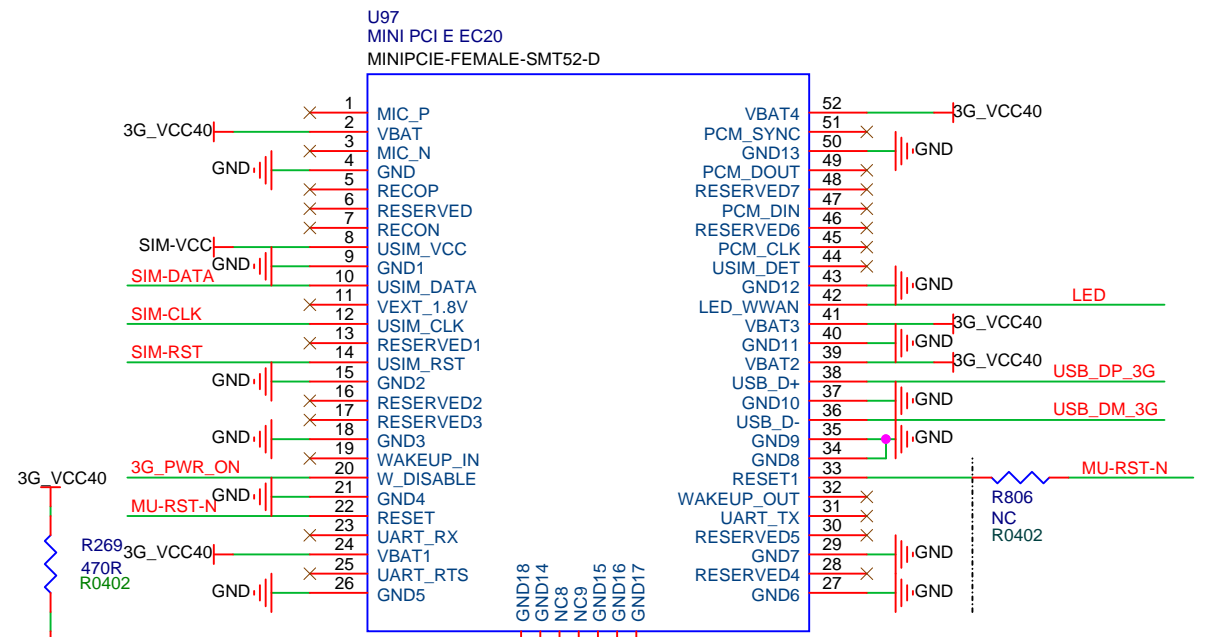 U97
MINI PCI E EC20
MINIPCIE-FEMALE-SMT52-D
1 MIC_P
3G_VCC40 2 VBAT
3 MIC_N
GND 4 GND
5 RECOP
6 RESERVED
7 RECON
SIM-VCC 8 USIM_VCC
GND 9 GND1
SIM-DATA 10 USIM_DATA
11 VEXT_1.8V
SIM-CLK 12 USIM_CLK
13 RESERVED1
SIM-RST 14 USIM_RST
GND 15 GND2
16 RESERVED2
17 RESERVED3
GND 18 GND3
19 WAKEUP_IN
3G_PWR_ON 20 W_DISABLE
GND 21 GND4
MU-RST-N 22 RESET
23 UART_RX
3G_VCC40 24 VBAT1
25 UART_RTS
GND 26 GND5
VBAT4 52 3G_VCC40
PCM_SYNC 51
GND13 50 GND
PCM_DOUT 49
RESERVED7 48
PCM_DIN 47
RESERVED6 46
PCM_CLK 45
USIM_DET 44
GND12 43 GND
LED_WWAN 42 LED
VBAT3 41 3G_VCC40
GND11 40 GND
VBAT2 39 3G_VCC40
USB_D+ 38 USB_DP_3G
GND10 37 GND
USB_D- 36 USB_DM_3G
GND9 35 GND
GND8 34
RESET1 33 MU-RST-N
WAKEUP_OUT 32
UART_TX 31
RESERVED5 30
GND7 29 GND
RESERVED4 28
GND6 27 GND
R806
NC
R0402
3G_VCC40
R269
470R
R0402
GND18
GND14
NC8
NC9
GND15
GND16
GND17